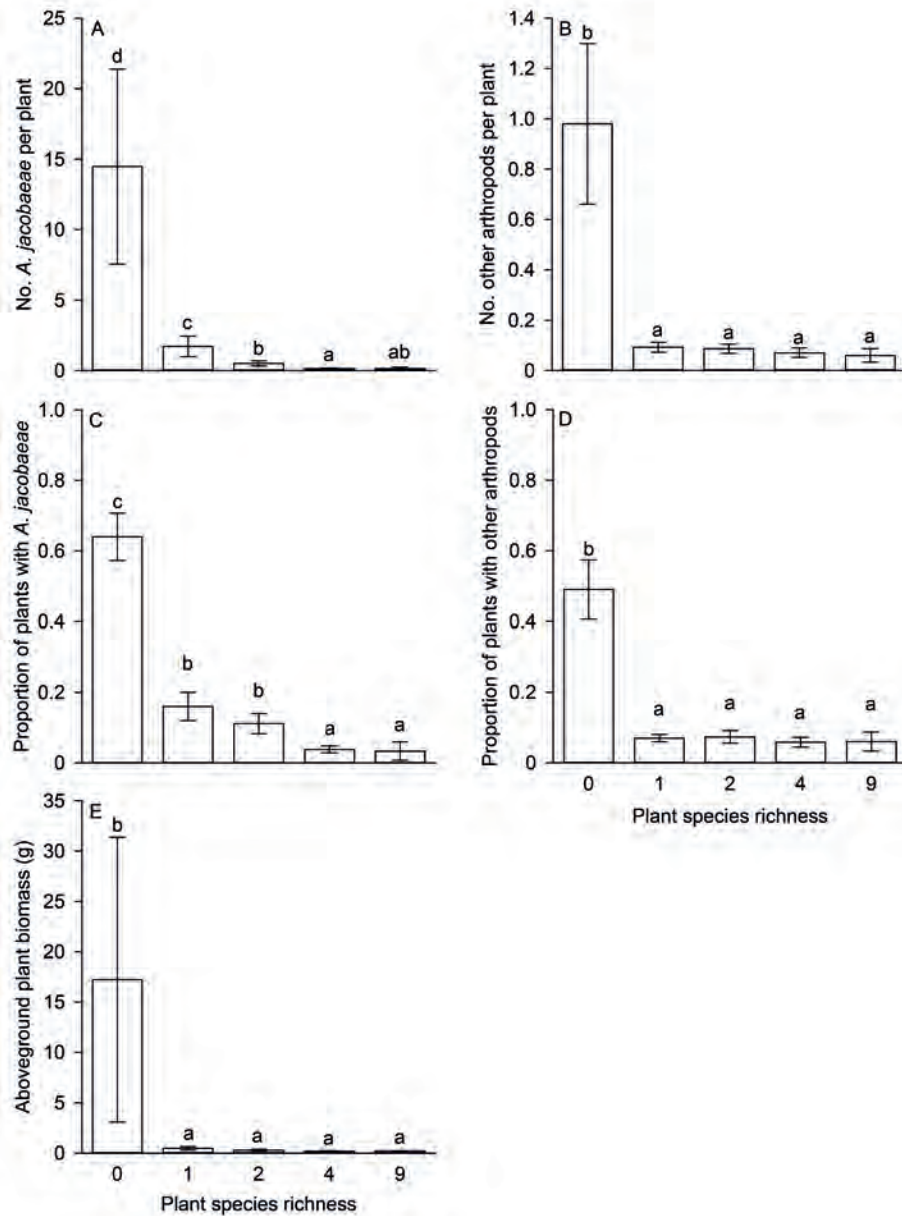 A
No. A. jacobaeae per plant
25
20
15
10
5
0
d
c
b
a
ab
B
No. other arthropods per plant
1.4
1.2
1.0
0.8
0.6
0.4
0.2
0
b
a
a
a
a
C
Proportion of plants with A. jacobaeae
1.0
0.8
0.6
0.4
0.2
0
c
b
b
a
a
D
Proportion of plants with other arthropods
1.0
0.8
0.6
0.4
0.2
0
b
a
a
a
a
0 1 2 4 9
Plant species richness
E
Aboveground plant biomass (g)
35
30
25
20
15
10
5
0
b
a
a
a
a
0 1 2 4 9
Plant species richness